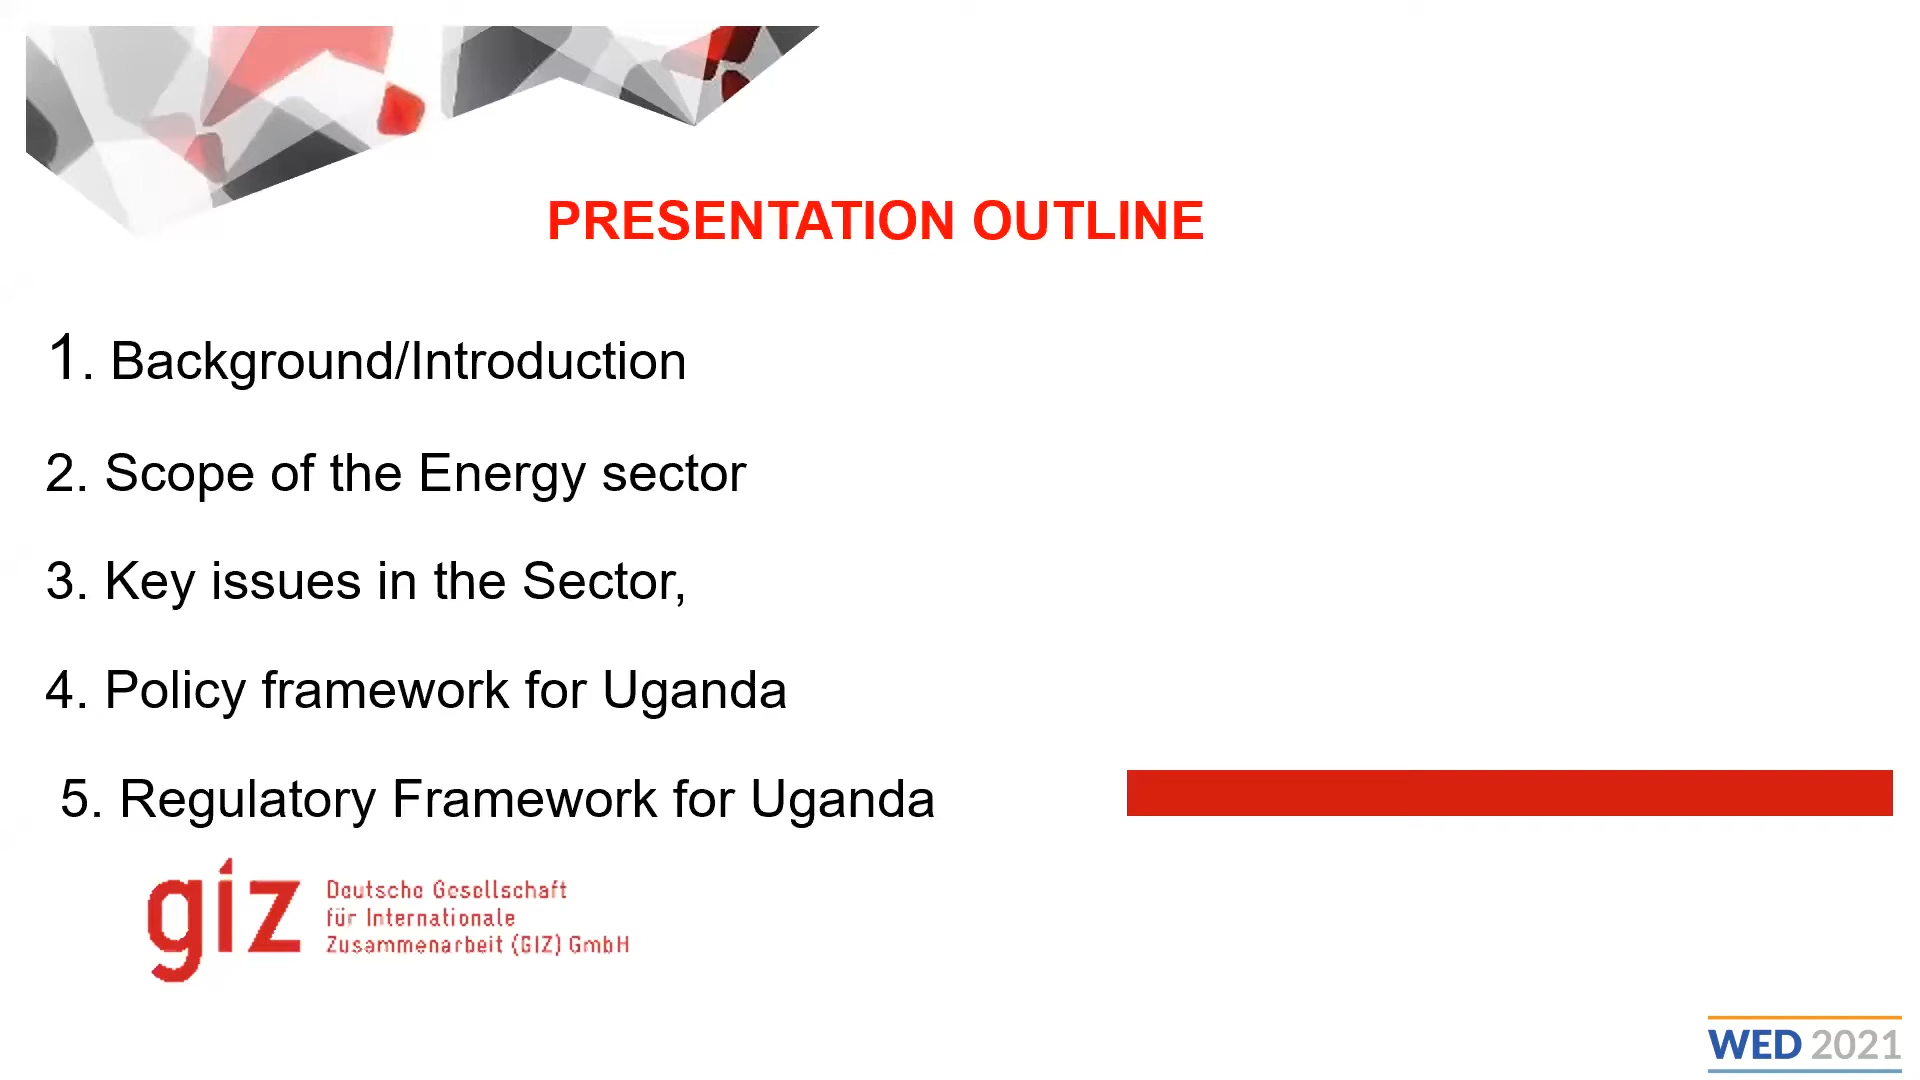 PRESENTATION OUTLINE
1. Background/Introduction
2. Scope of the Energy sector
3. Key issues in the Sector,
4. Policy framework for Uganda
5. Regulatory Framework for Uganda
giz
Deutsche Gesellschaft
für Internationale
Zusammenarbeit (GIZ) GmbH
WED 2021